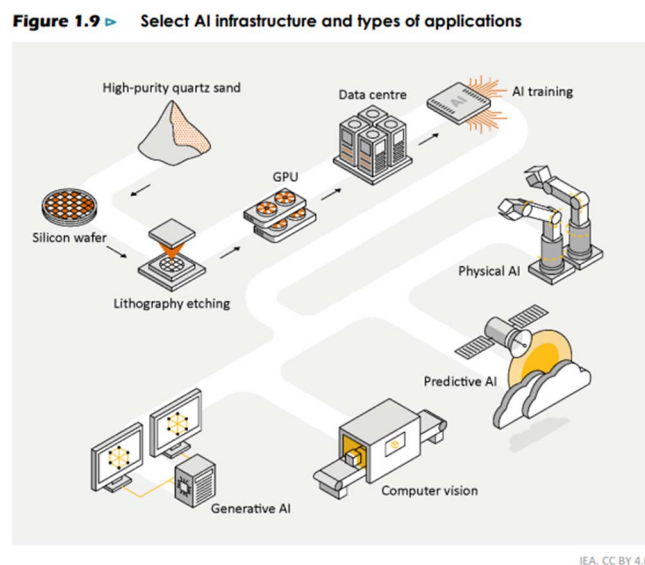 Figure 1.9 ▷ Select AI infrastructure and types of applications
High-purity quartz sand
Data centre
AI
AI training
GPU
Silicon wafer
Lithography etching
Physical AI
Predictive AI
Generative AI
Computer vision
IEA. CC BY 4.